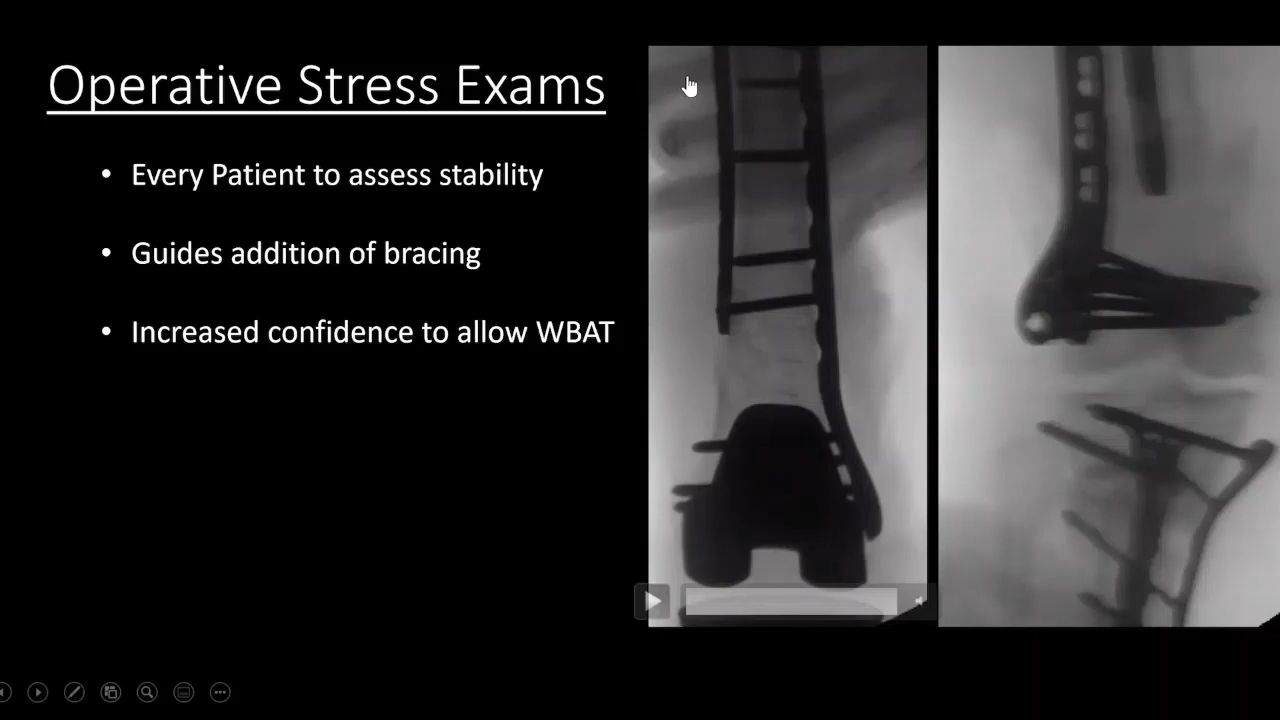 Operative Stress Exams
• Every Patient to assess stability
• Guides addition of bracing
• Increased confidence to allow WBAT